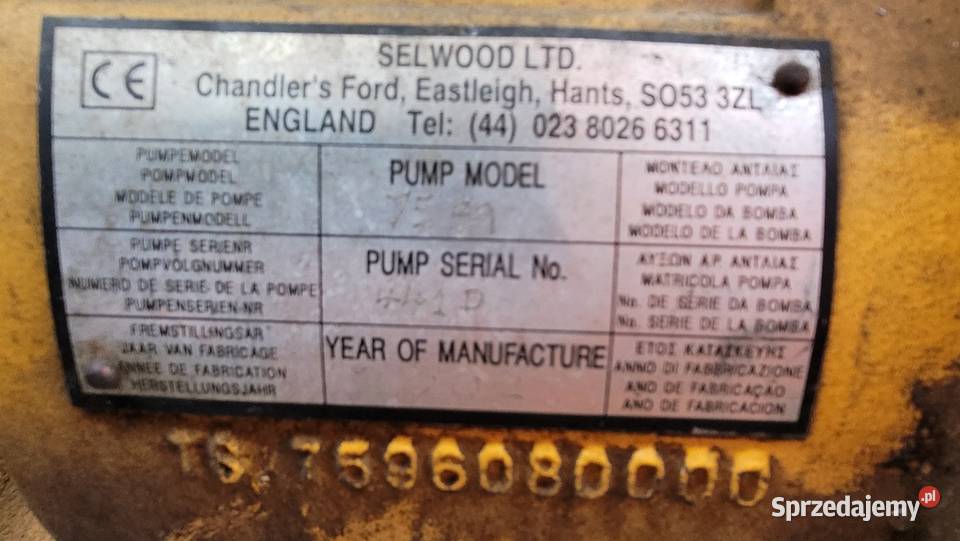 CE
SELWOOD LTD.
Chandler's Ford, Eastleigh, Hants, SO53 3ZL
ENGLAND Tel: (44) 023 8026 6311
PUMPEMODEL
POMPMODEL
MODELE DE POMPE
PUMPENMODELL
PUMP MODEL
ΜΟΝΤΕΛΟ ΑΝΤΛΙΑΣ
MODELLO POMPA
MODELO DA BOMBA
MODELO DE LA BOMBA
PUMPE SERIENR
POMPVOLGNUMMER
NUMERO DE SERIE DE LA POMPE
PUMPENSERIEN-NR
PUMP SERIAL No.
ΑΥΞΩΝ ΑΡ ΑΝΤΛΙΑΣ
MATRICOLA POMPA
No. DE SÉRIE DA BOMBA
No. SERIE DE LA BOMBA
FREMSTILLINGSAR
JAAR VAN FABRICAGE
ANNEE DE FABRICATION
HERSTELLUNGSJAHR
YEAR OF MANUFACTURE
ΕΤΟΣ ΚΑΤΑΣΚΕΥΗΣ
ANNO DI FABBRICAZIONE
ANO DE FABRICAÇÃO
ANO DE FABRICACION
7596080000
Sprzedajemy.pl